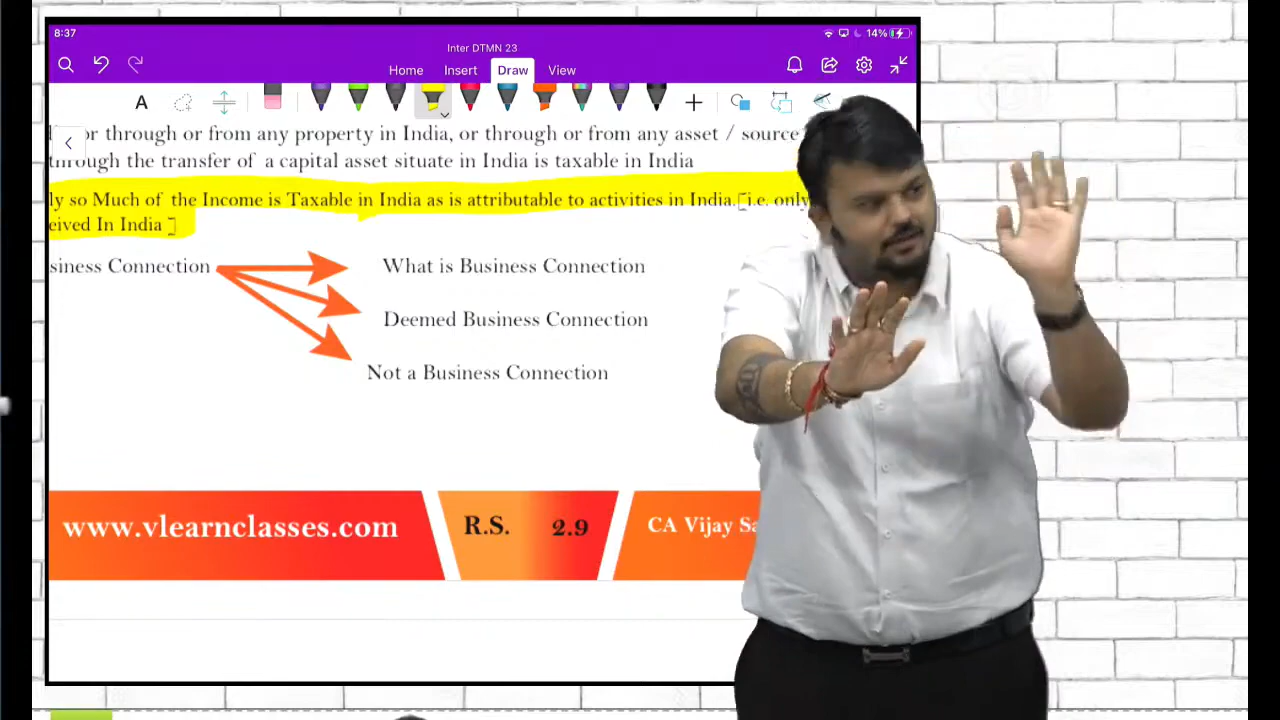 8:37
14%
Inter DTMN 23
Home Insert Draw View
A
or through or from any property in India, or through or from any asset / source
through the transfer of a capital asset situate in India is taxable in India
ly so Much of the Income is Taxable in India as is attributable to activities in India. [i.e. only
eived In India ]
siness Connection
What is Business Connection
Deemed Business Connection
Not a Business Connection
www.vlearnclasses.com
R.S. 2.9
CA Vijay Sa